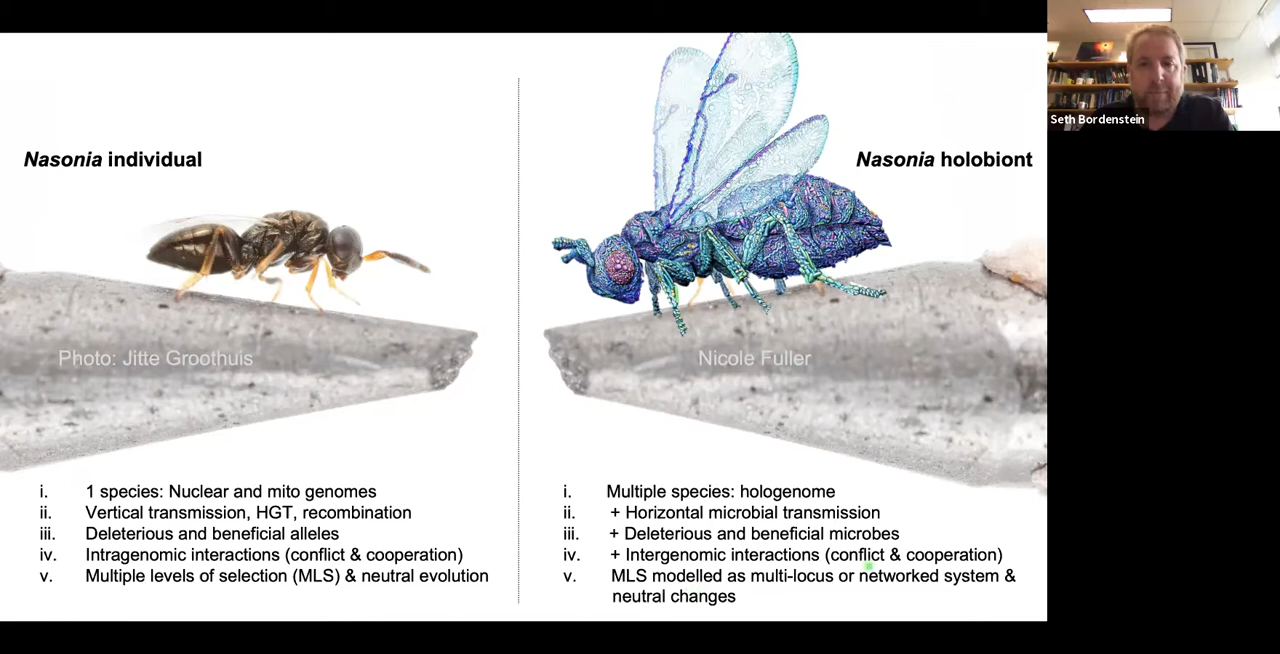 Nasonia individual
Nasonia holobiont
Seth Bordenstein
Photo: Jitte Groothuis
Nicole Fuller
i. 1 species: Nuclear and mito genomes
ii. Vertical transmission, HGT, recombination
iii. Deleterious and beneficial alleles
iv. Intragenomic interactions (conflict & cooperation)
v. Multiple levels of selection (MLS) & neutral evolution
i. Multiple species: hologenome
ii. + Horizontal microbial transmission
iii. + Deleterious and beneficial microbes
iv. + Intergenomic interactions (conflict & cooperation)
v. MLS modelled as multi-locus or networked system &
neutral changes